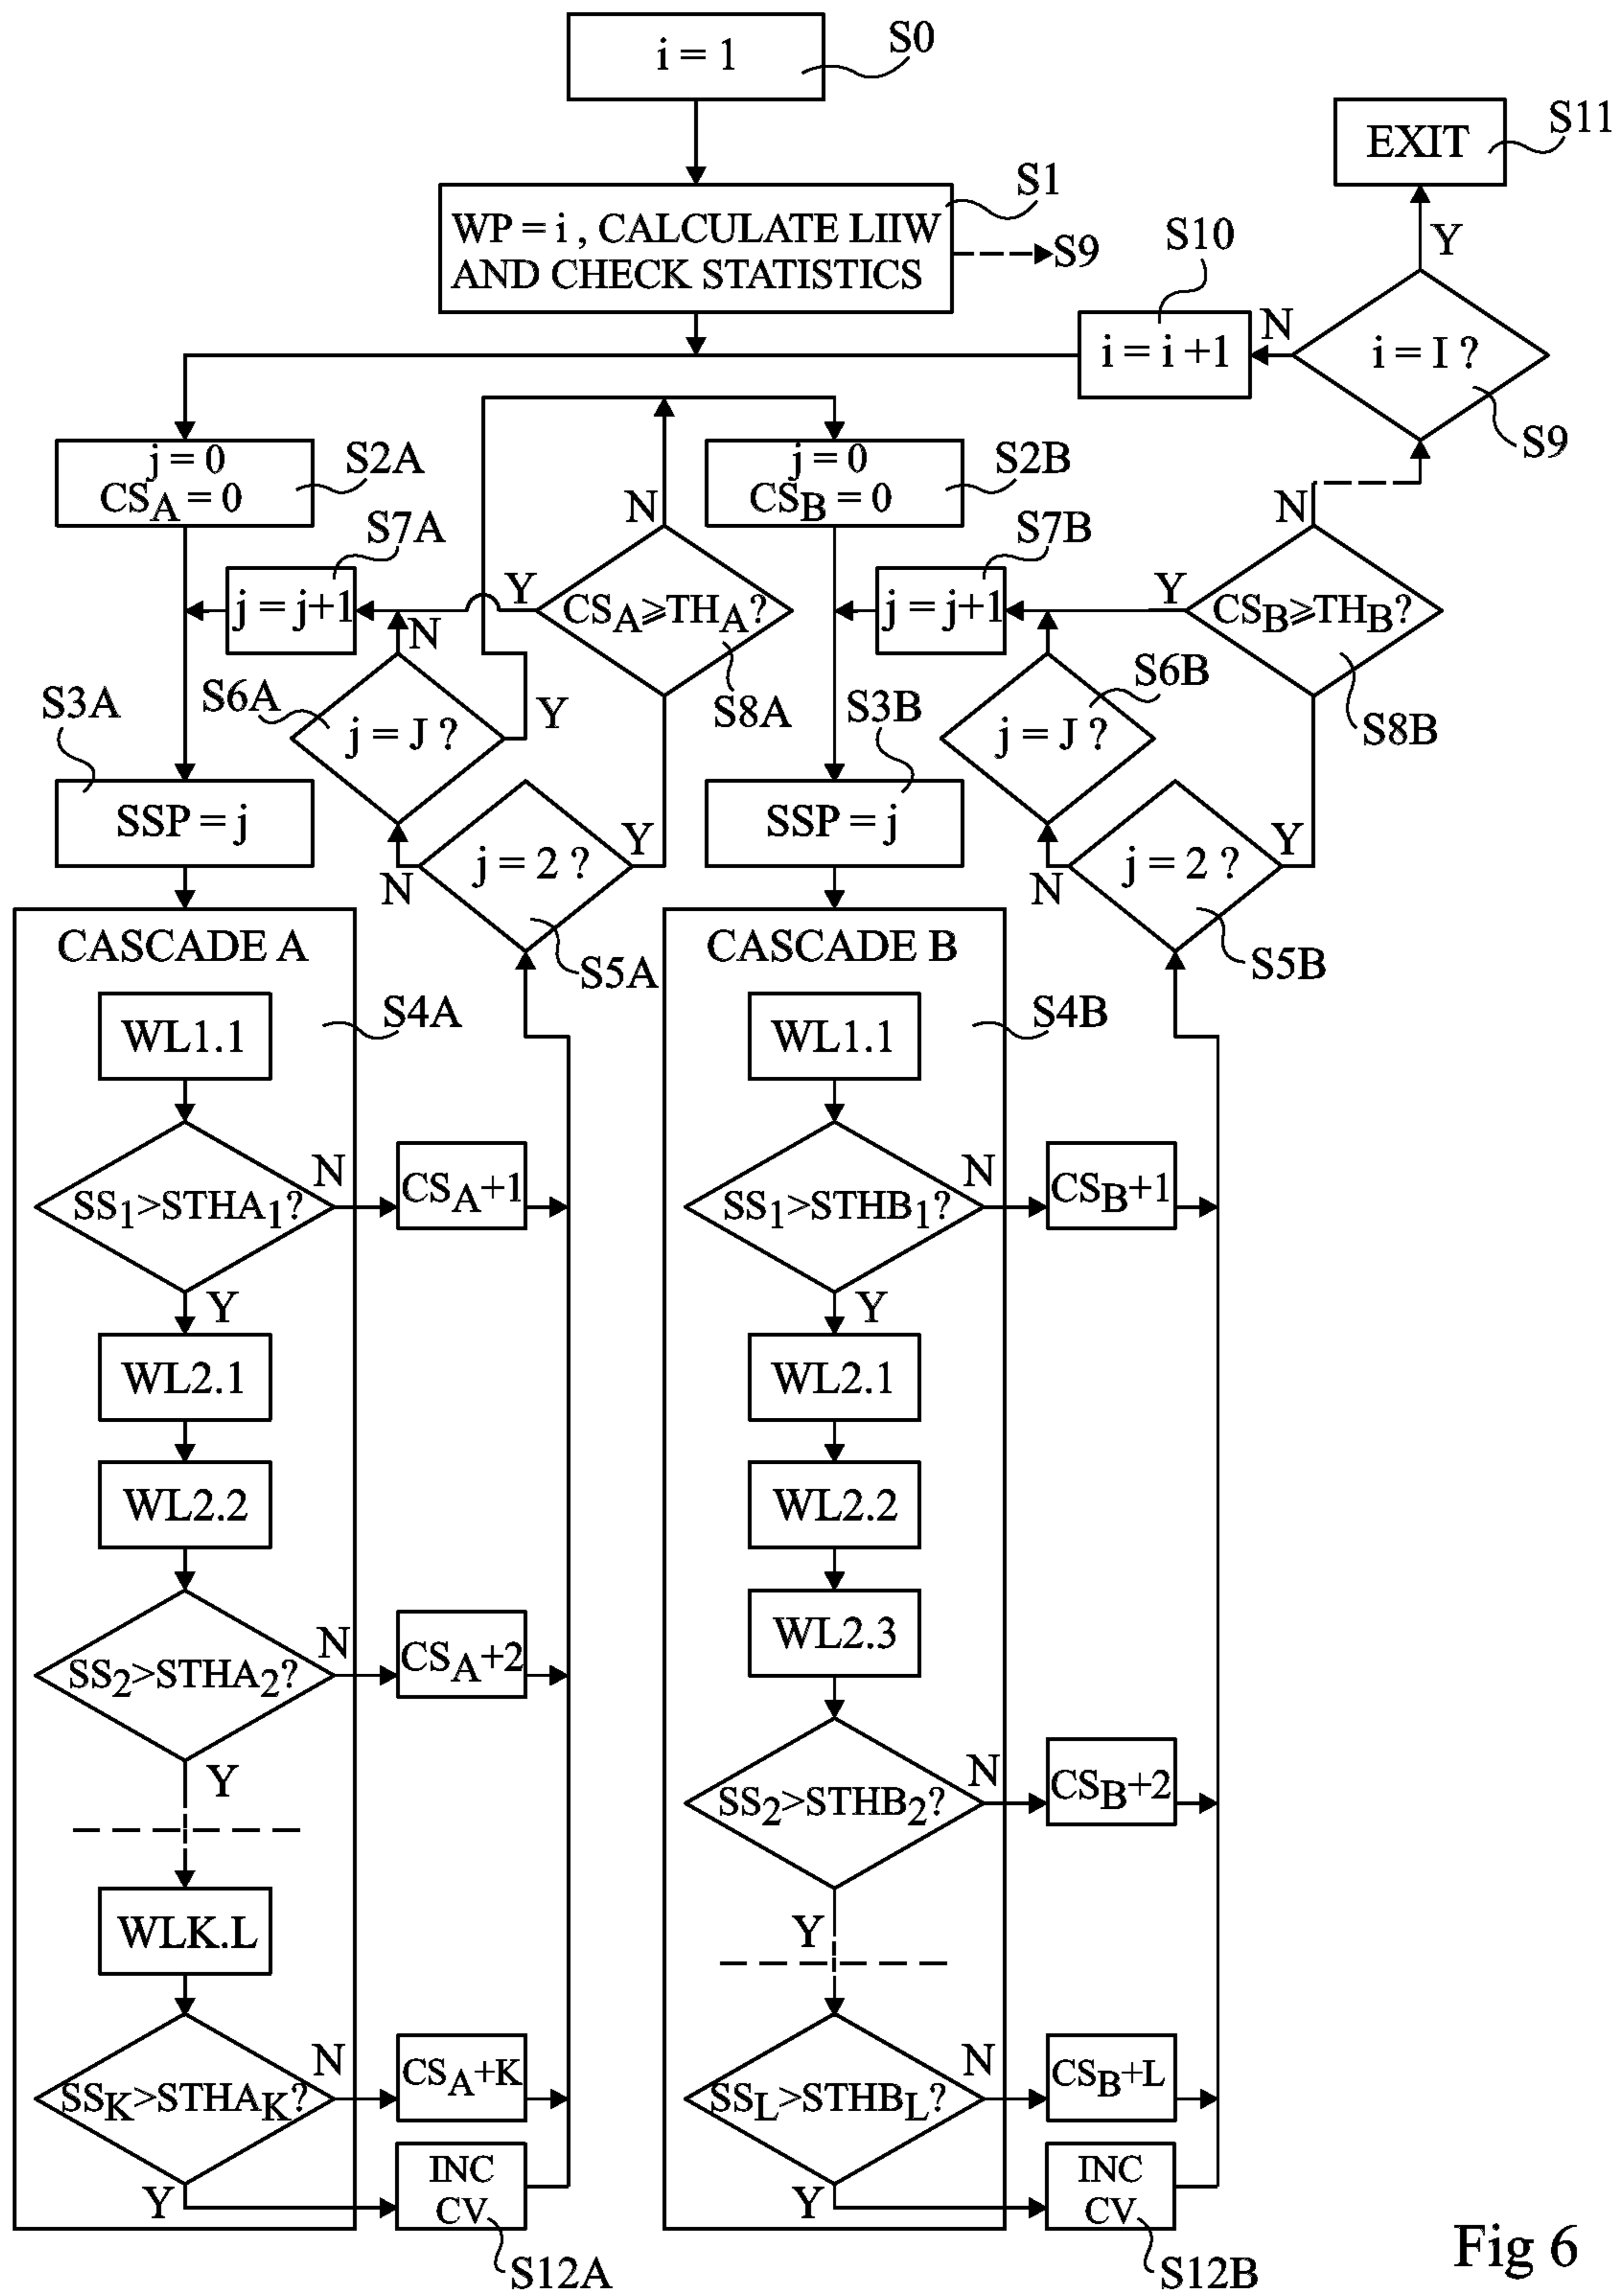 i = 1
S0
EXIT
S11
WP = i , CALCULATE LIIW
AND CHECK STATISTICS
S1
S9
S10
Y
i = i +1
N
i = I ?
S9
j = 0
CSA = 0
S2A
j = 0
CSB = 0
S2B
N
N
S7A
j = j+1
Y
CSA⩾THA?
S8A
S7B
j = j+1
Y
CSB⩾THB?
S8B
N
S6A
j = J ?
Y
S6B
j = J ?
S3A
SSP = j
S3B
SSP = j
N
j = 2 ?
Y
S5A
N
j = 2 ?
Y
S5B
CASCADE A
S4A
WL1.1
SS1>STHA1?
N
CSA+1
Y
WL2.1
WL2.2
SS2>STHA2?
N
CSA+2
Y
WLK.L
SSK>STHAK?
N
CSA+K
Y
INC
CV
S12A
CASCADE B
S4B
WL1.1
SS1>STHB1?
N
CSB+1
Y
WL2.1
WL2.2
WL2.3
SS2>STHB2?
N
CSB+2
Y
SSL>STHBL?
N
CSB+L
Y
INC
CV
S12B
Fig 6